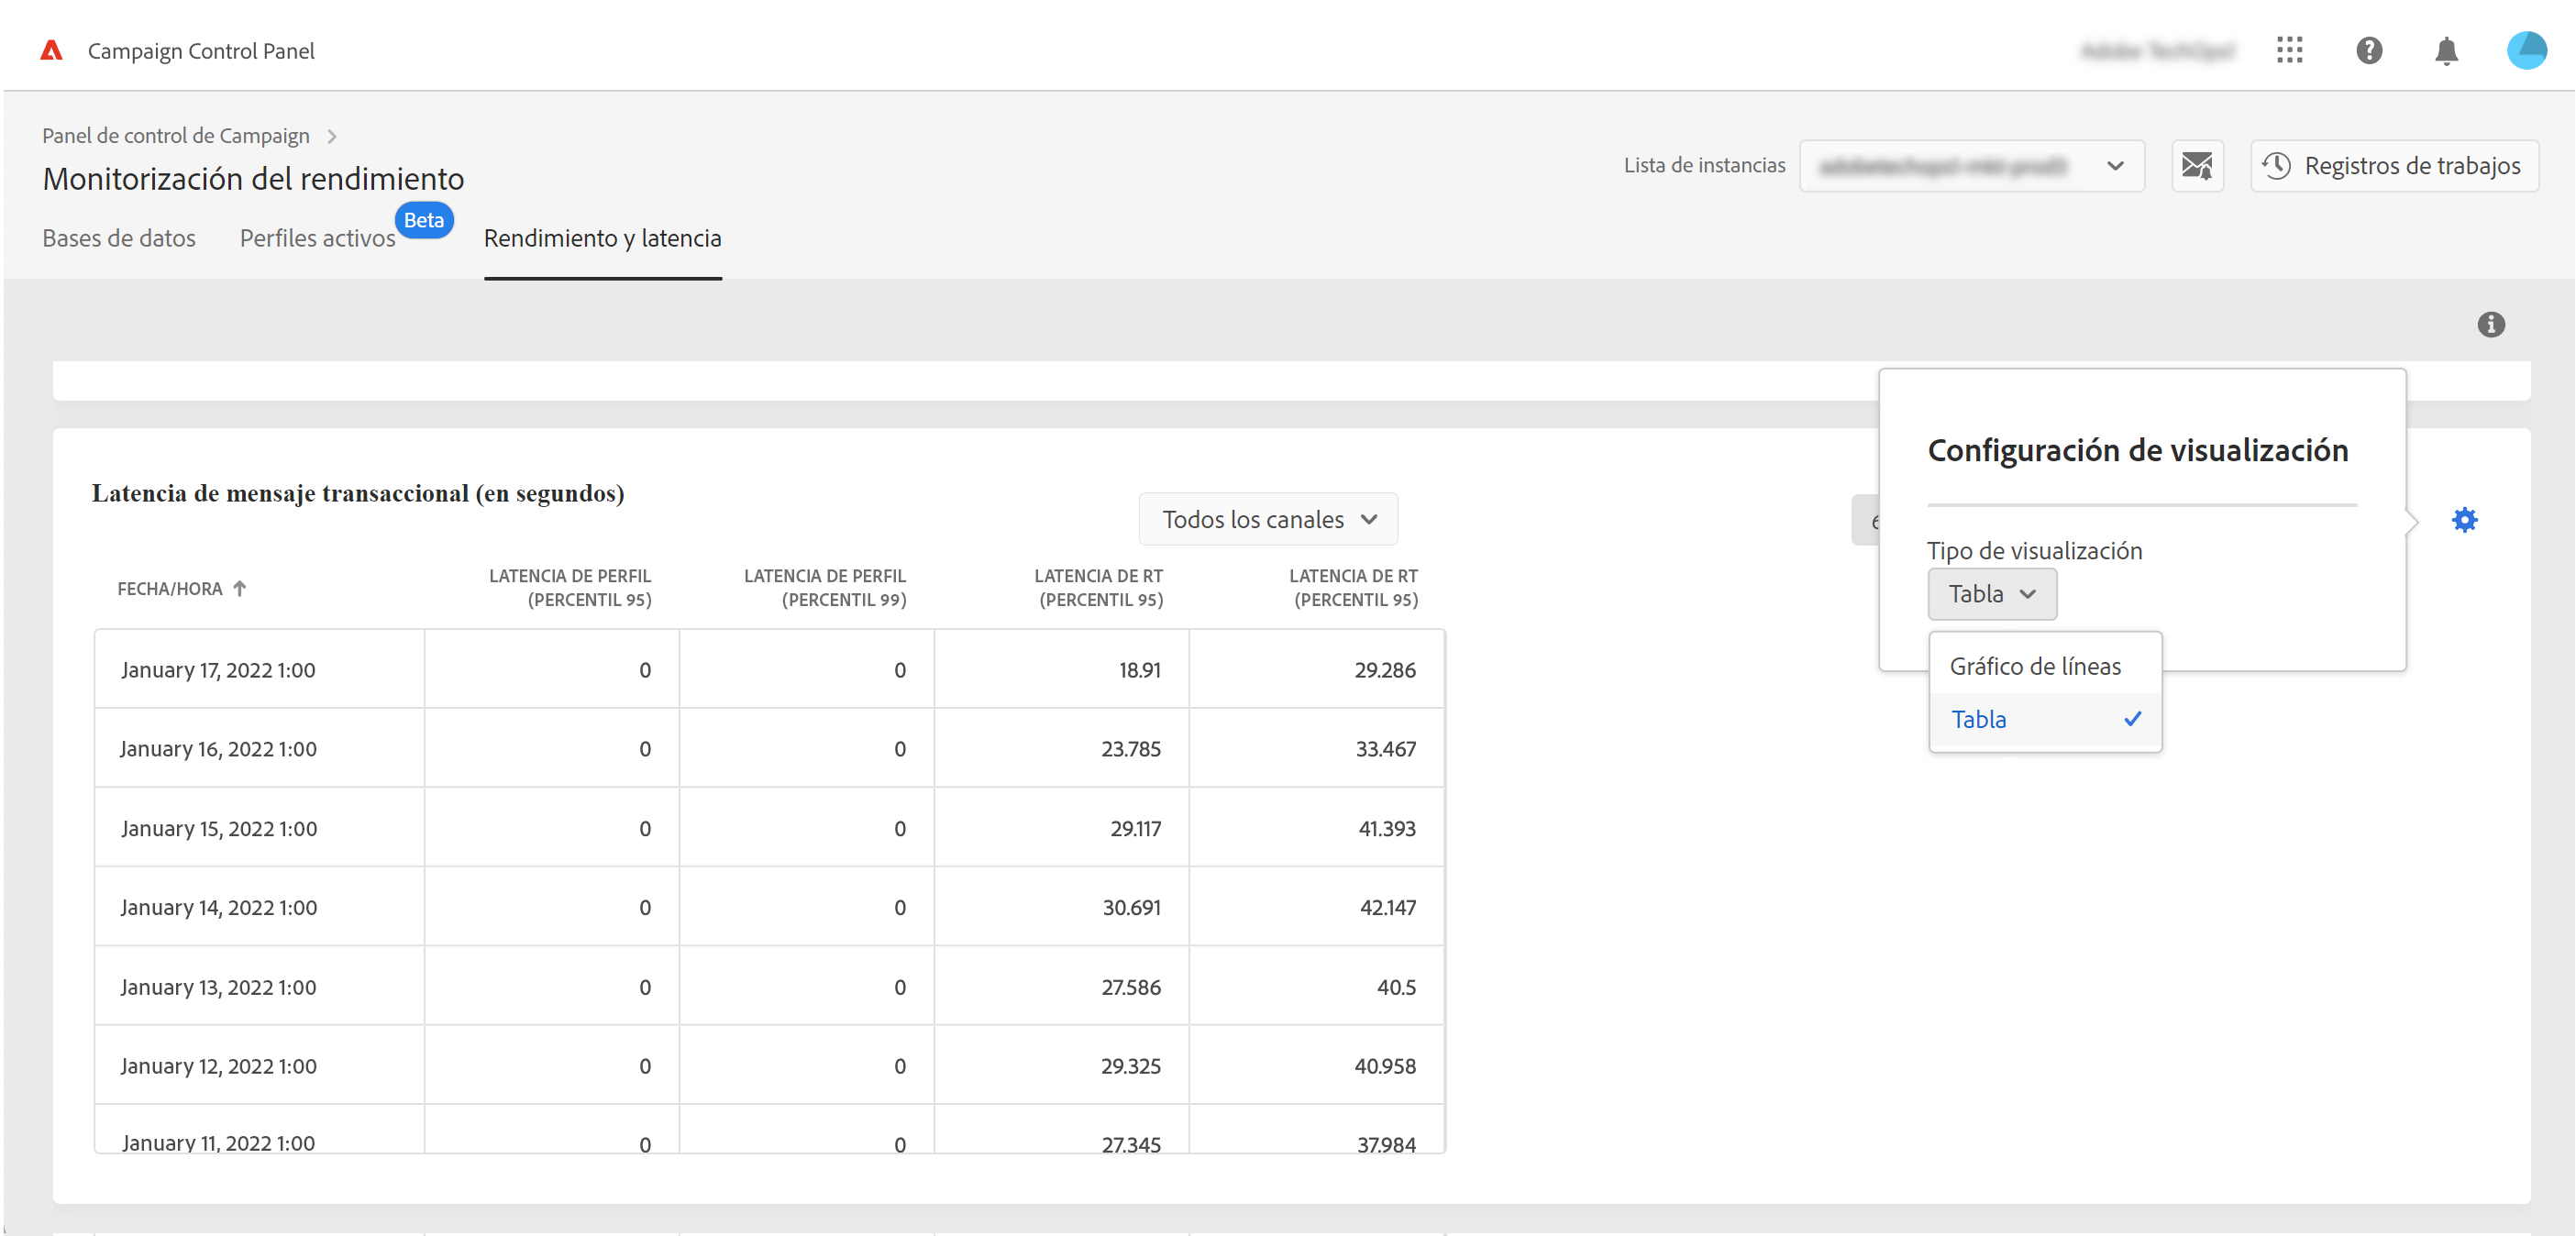 Campaign Control Panel
Panel de control de Campaign
Monitorización del rendimiento
Lista de instancias
Registros de trabajos
Bases de datos
Perfiles activos
Beta
Rendimiento y latencia
Latencia de mensaje transaccional (en segundos)
Todos los canales
Configuración de visualización
Tipo de visualización
Tabla
Gráfico de líneas
Tabla
FECHA/HORA
LATENCIA DE PERFIL
(PERCENTIL 95)
LATENCIA DE PERFIL
(PERCENTIL 99)
LATENCIA DE RT
(PERCENTIL 95)
LATENCIA DE RT
(PERCENTIL 95)
January 17, 2022 1:00 0 0 18.91 29.286
January 16, 2022 1:00 0 0 23.785 33.467
January 15, 2022 1:00 0 0 29.117 41.393
January 14, 2022 1:00 0 0 30.691 42.147
January 13, 2022 1:00 0 0 27.586 40.5
January 12, 2022 1:00 0 0 29.325 40.958
January 11, 2022 1:00 0 0 27.345 37.984